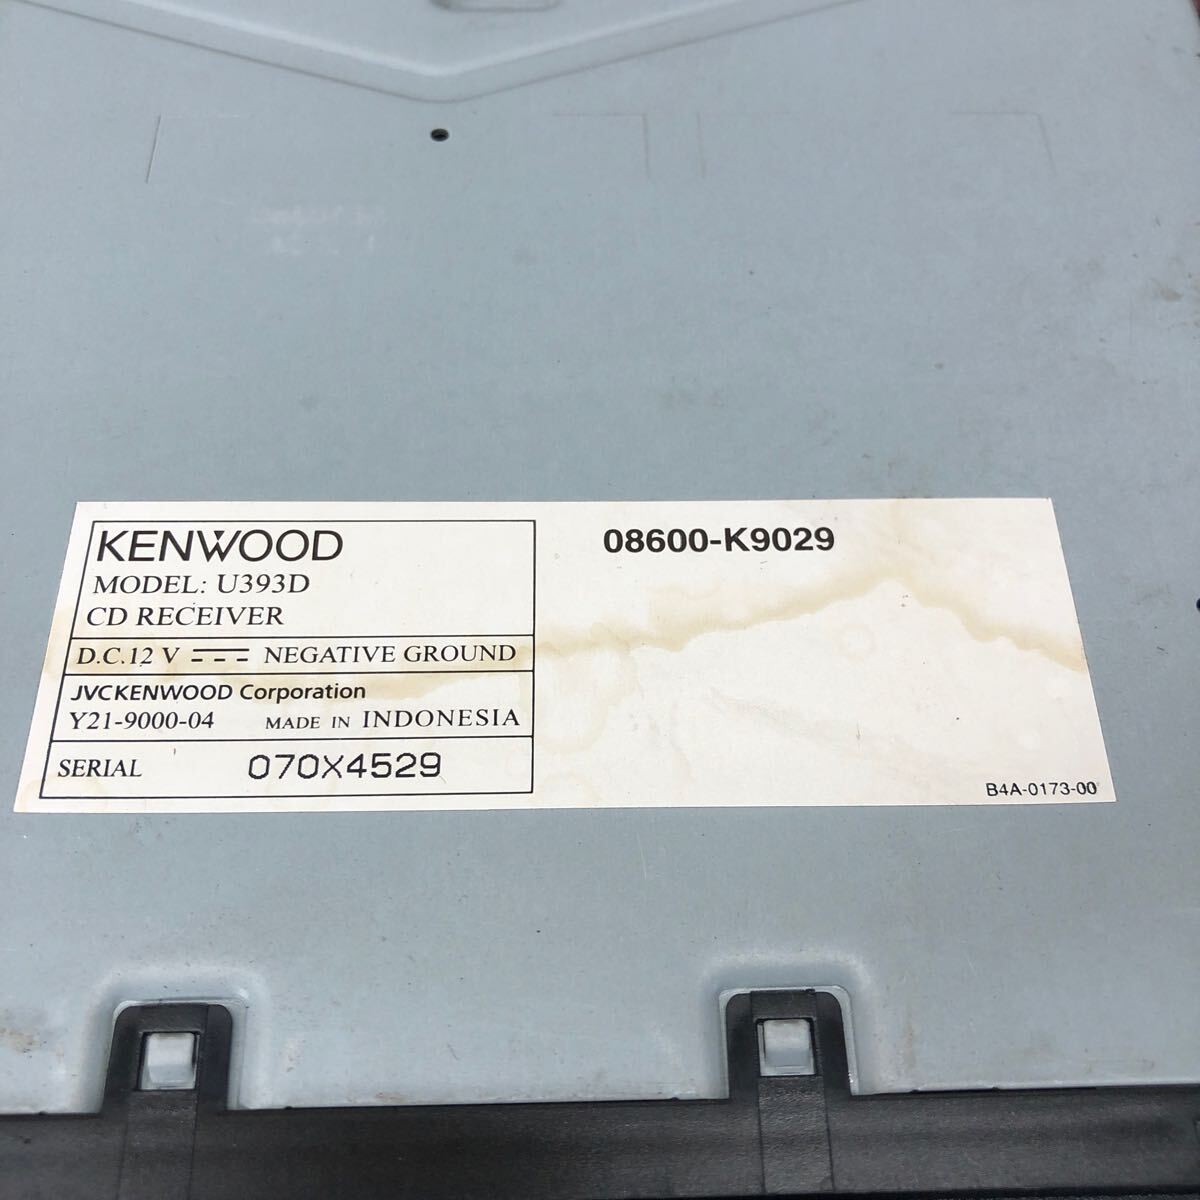 KENWOOD
MODEL: U393D
CD RECEIVER
D.C.12 V NEGATIVE GROUND
JVCKENWOOD Corporation
Y21-9000-04 MADE IN INDONESIA
SERIAL 070X4529
08600-K9029
B4A-0173-00